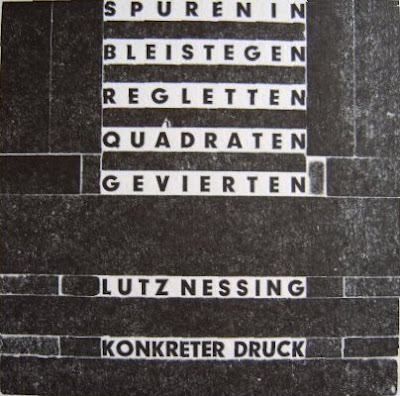 SPUREN IN
BLEISTEGEN
REGLETTEN
QUADRATEN
GEVIERTEN
LUTZ NESSING
KONKRETER DRUCK